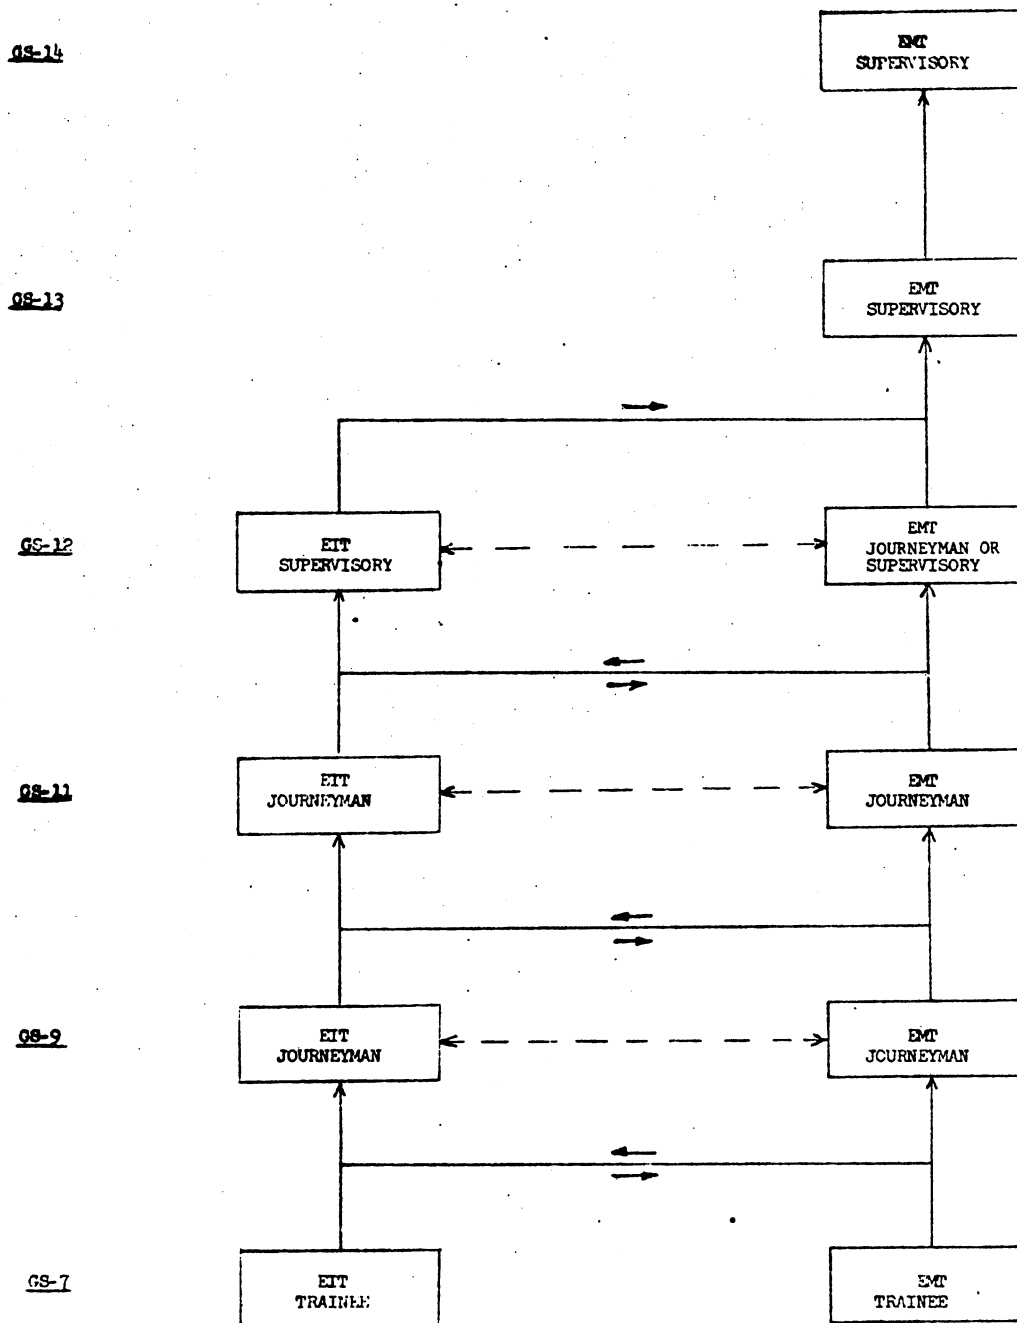 GS-14
EMT
SUPERVISORY
GS-13
EMT
SUPERVISORY
GS-12
EIT
SUPERVISORY
EMT
JOURNEYMAN OR
SUPERVISORY
GS-11
EIT
JOURNEYMAN
EMT
JOURNEYMAN
GS-9
EIT
JOURNEYMAN
EMT
JOURNEYMAN
GS-7
EIT
TRAINEE
EMT
TRAINEE